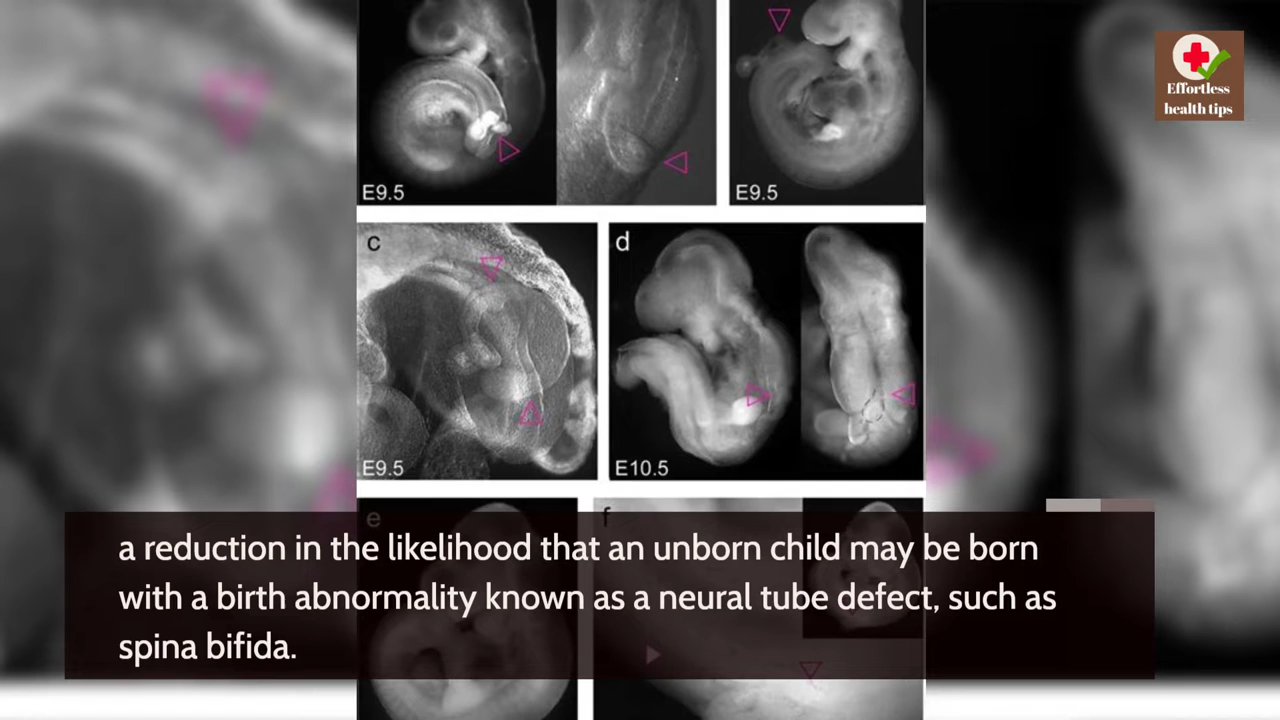 Effortless
health tips
E9.5
E9.5
c
d
E9.5
E10.5
e
f
a reduction in the likelihood that an unborn child may be born
with a birth abnormality known as a neural tube defect, such as
spina bifida.